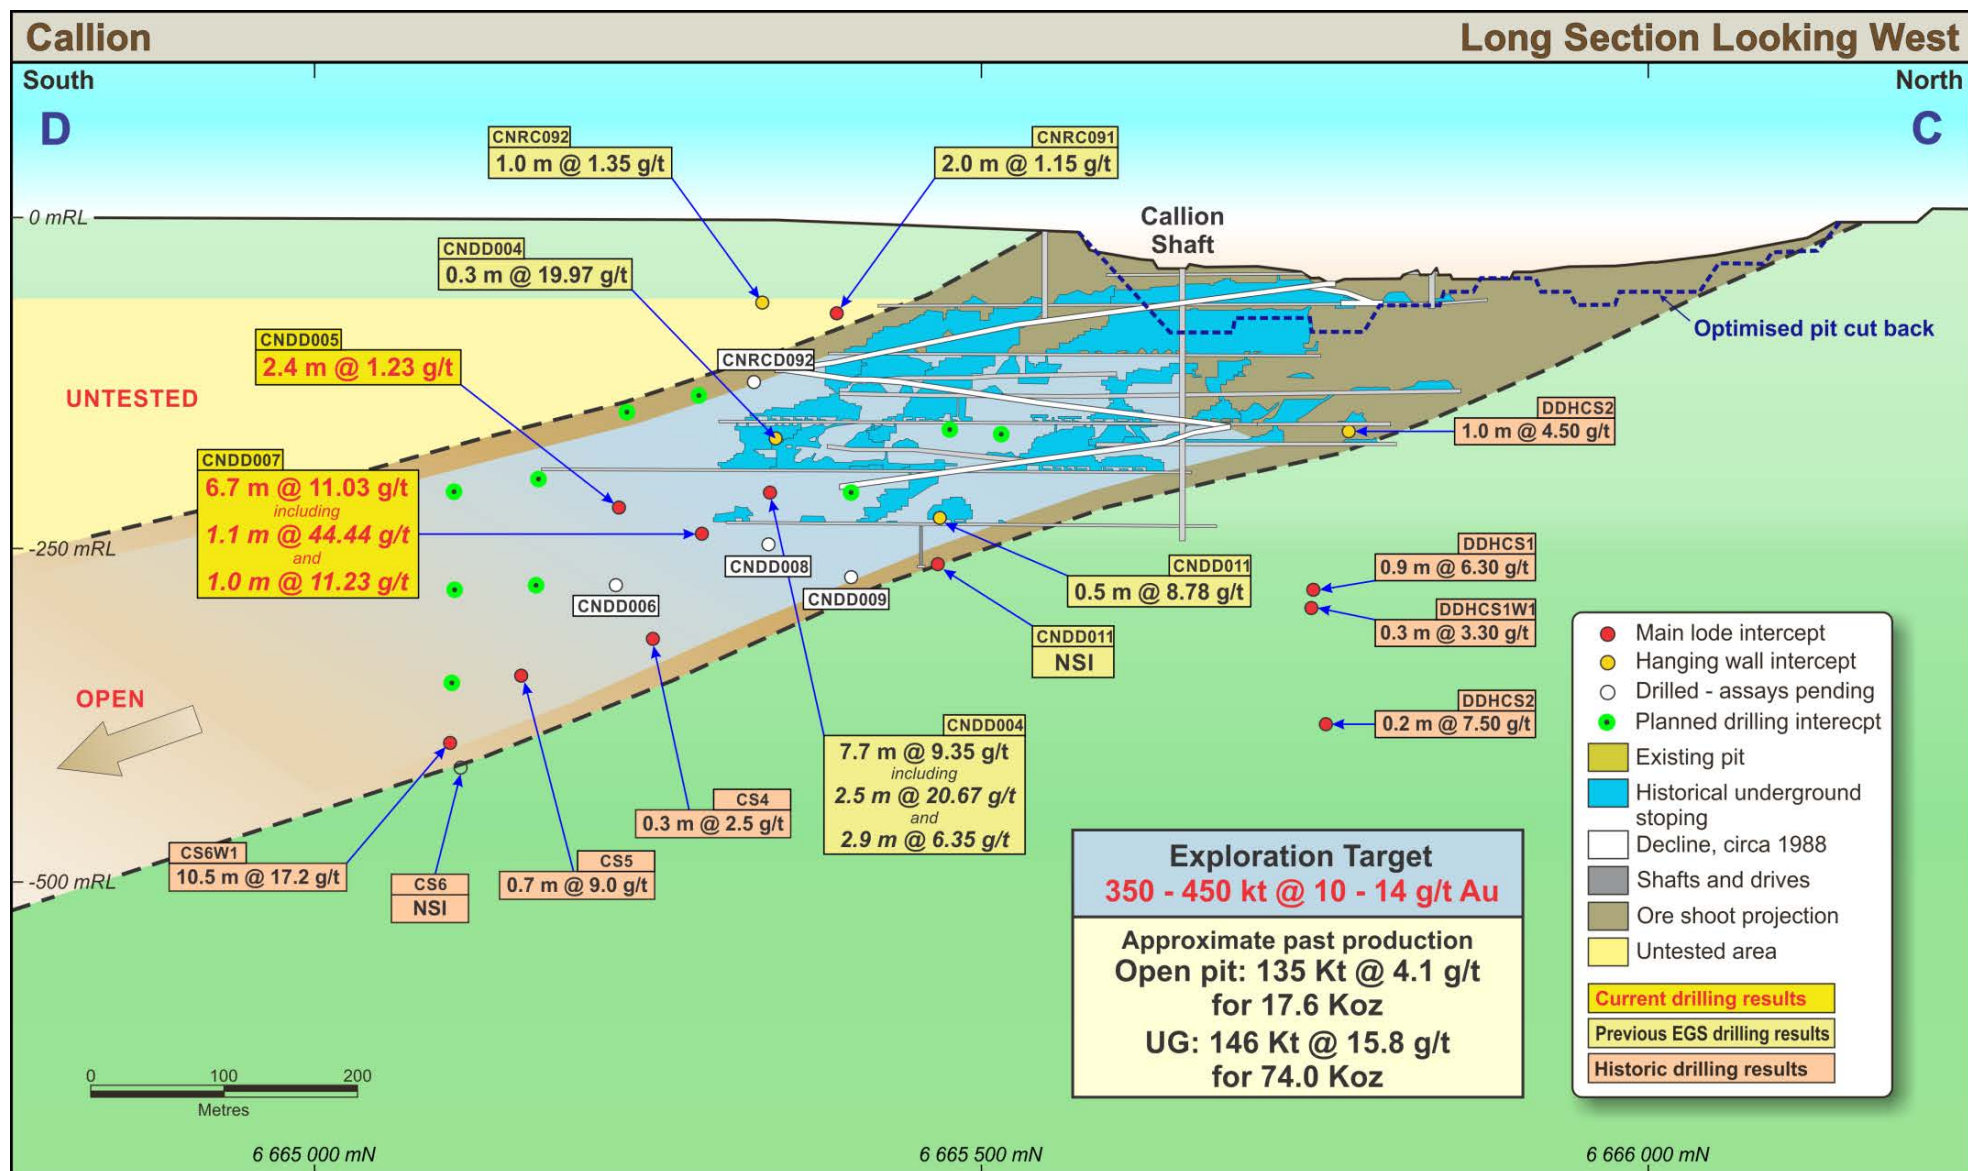 Callion
Long Section Looking West
South
North
D
C
CNRC092
1.0 m @ 1.35 g/t
CNRC091
2.0 m @ 1.15 g/t
0 mRL
Callion
Shaft
CNDD004
0.3 m @ 19.97 g/t
Optimised pit cut back
CNDD005
2.4 m @ 1.23 g/t
CNRCD092
UNTESTED
DDHCS2
1.0 m @ 4.50 g/t
CNDD007
6.7 m @ 11.03 g/t
including
1.1 m @ 44.44 g/t
and
1.0 m @ 11.23 g/t
-250 mRL
CNDD008
CNDD011
0.5 m @ 8.78 g/t
DDHCS1
0.9 m @ 6.30 g/t
CNDD006
CNDD009
DDHCS1W1
0.3 m @ 3.30 g/t
CNDD011
NSI
OPEN
DDHCS2
0.2 m @ 7.50 g/t
CNDD004
7.7 m @ 9.35 g/t
including
2.5 m @ 20.67 g/t
and
2.9 m @ 6.35 g/t
CS4
0.3 m @ 2.5 g/t
CS6W1
10.5 m @ 17.2 g/t
CS5
0.7 m @ 9.0 g/t
CS6
NSI
-500 mRL
Exploration Target
350 - 450 kt @ 10 - 14 g/t Au
Approximate past production
Open pit: 135 Kt @ 4.1 g/t
for 17.6 Koz
UG: 146 Kt @ 15.8 g/t
for 74.0 Koz
Main lode intercept
Hanging wall intercept
Drilled - assays pending
Planned drilling interecpt
Existing pit
Historical underground
stoping
Decline, circa 1988
Shafts and drives
Ore shoot projection
Untested area
Current drilling results
Previous EGS drilling results
Historic drilling results
0 100 200
Metres
6 665 000 mN
6 665 500 mN
6 666 000 mN